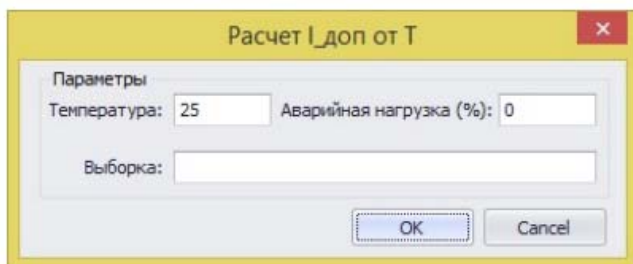 Расчет I_доп от Т
Параметры
Температура: 25 Аварийная нагрузка (%): 0
Выборка:
OK Cancel